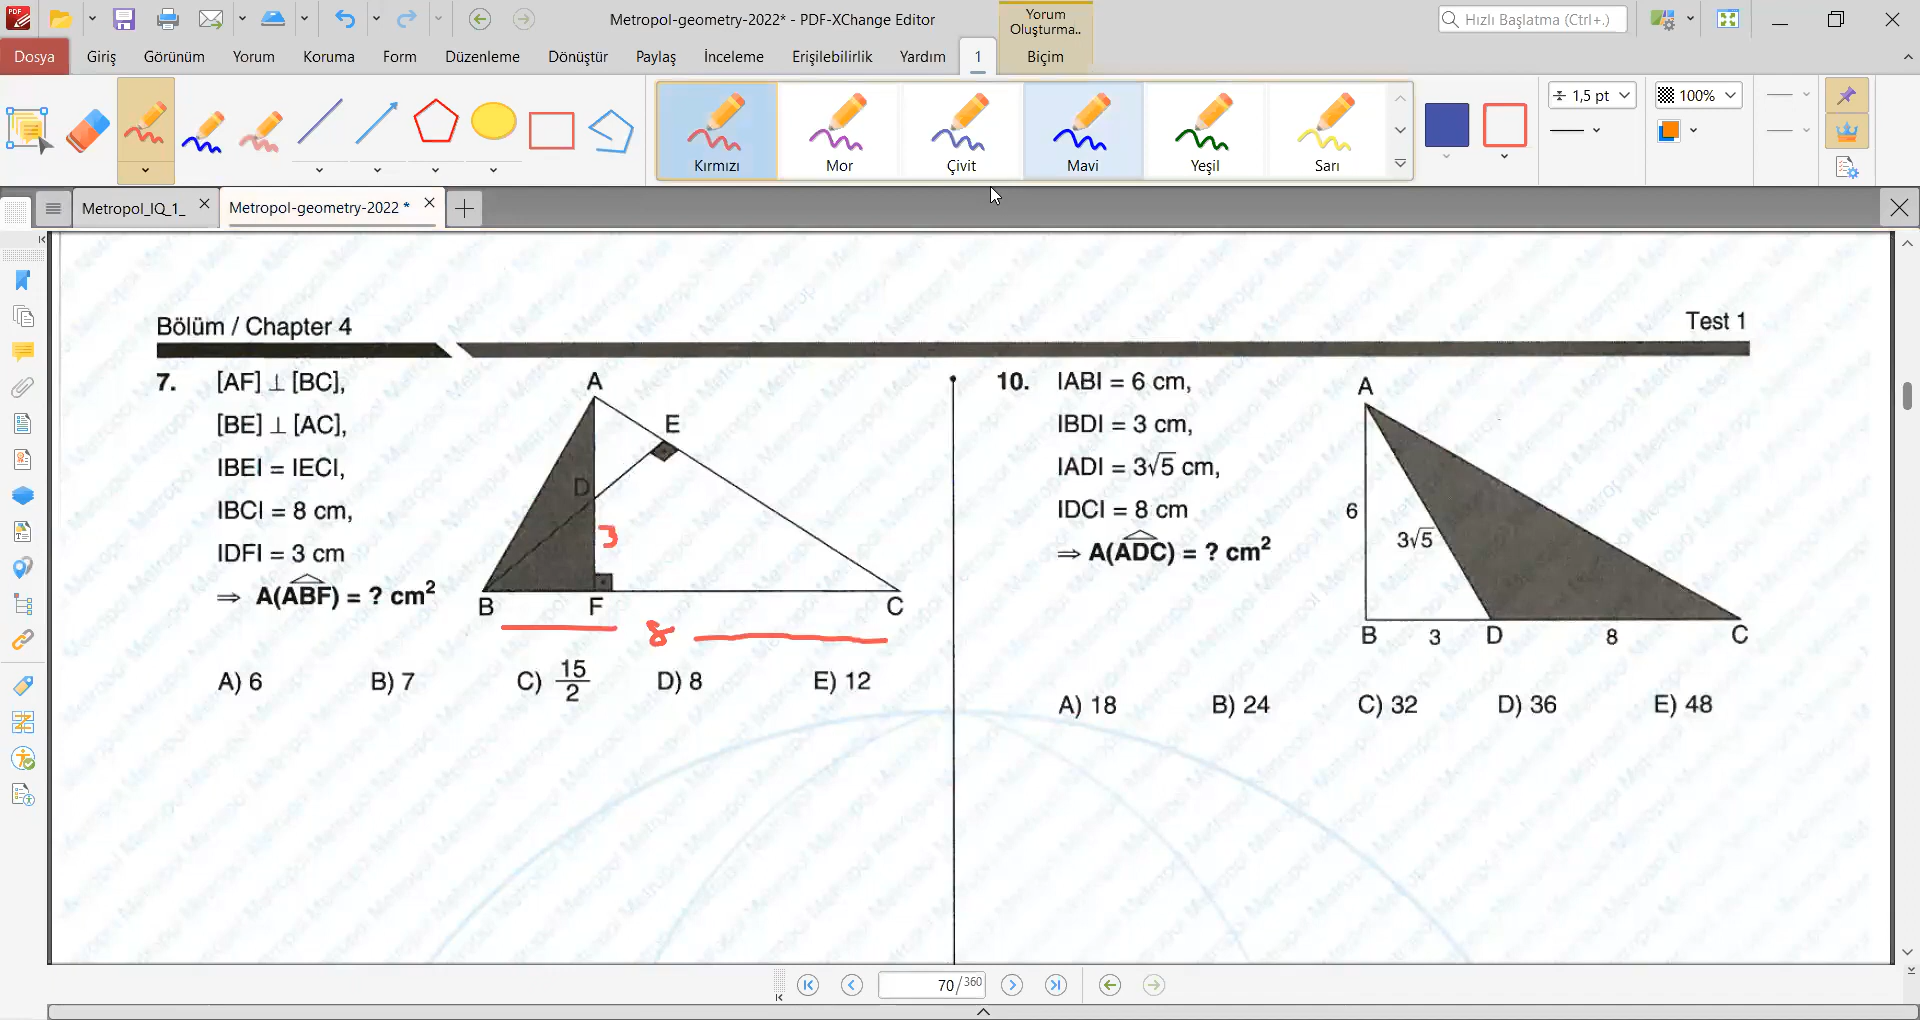 Metropol-geometry-2022* - PDF-XChange Editor
Yorum
Oluşturma..
Hızlı Başlatma (Ctrl+.)
Dosya Giriş Görünüm Yorum Koruma Form Düzenleme Dönüştür Paylaş İnceleme Erişilebilirlik Yardım 1 Biçim
Kırmızı Mor Çivit Mavi Yeşil Sarı
1,5 pt 100%
Metropol_IQ_1_ Metropol-geometry-2022 *
Bölüm / Chapter 4
Test 1
7. [AF] ⊥ [BC],
[BE] ⊥ [AC],
IBEI = IECI,
IBCI = 8 cm,
IDFI = 3 cm
⇒ A(ABF) = ? cm²
A
E
D
3
B F C
8
A) 6 B) 7 C) 15/2 D) 8 E) 12
10. IABI = 6 cm,
IBDI = 3 cm,
IADI = 3√5 cm,
IDCI = 8 cm
⇒ A(ADC) = ? cm²
A
6
3√5
B 3 D 8 C
A) 18 B) 24 C) 32 D) 36 E) 48
70/360